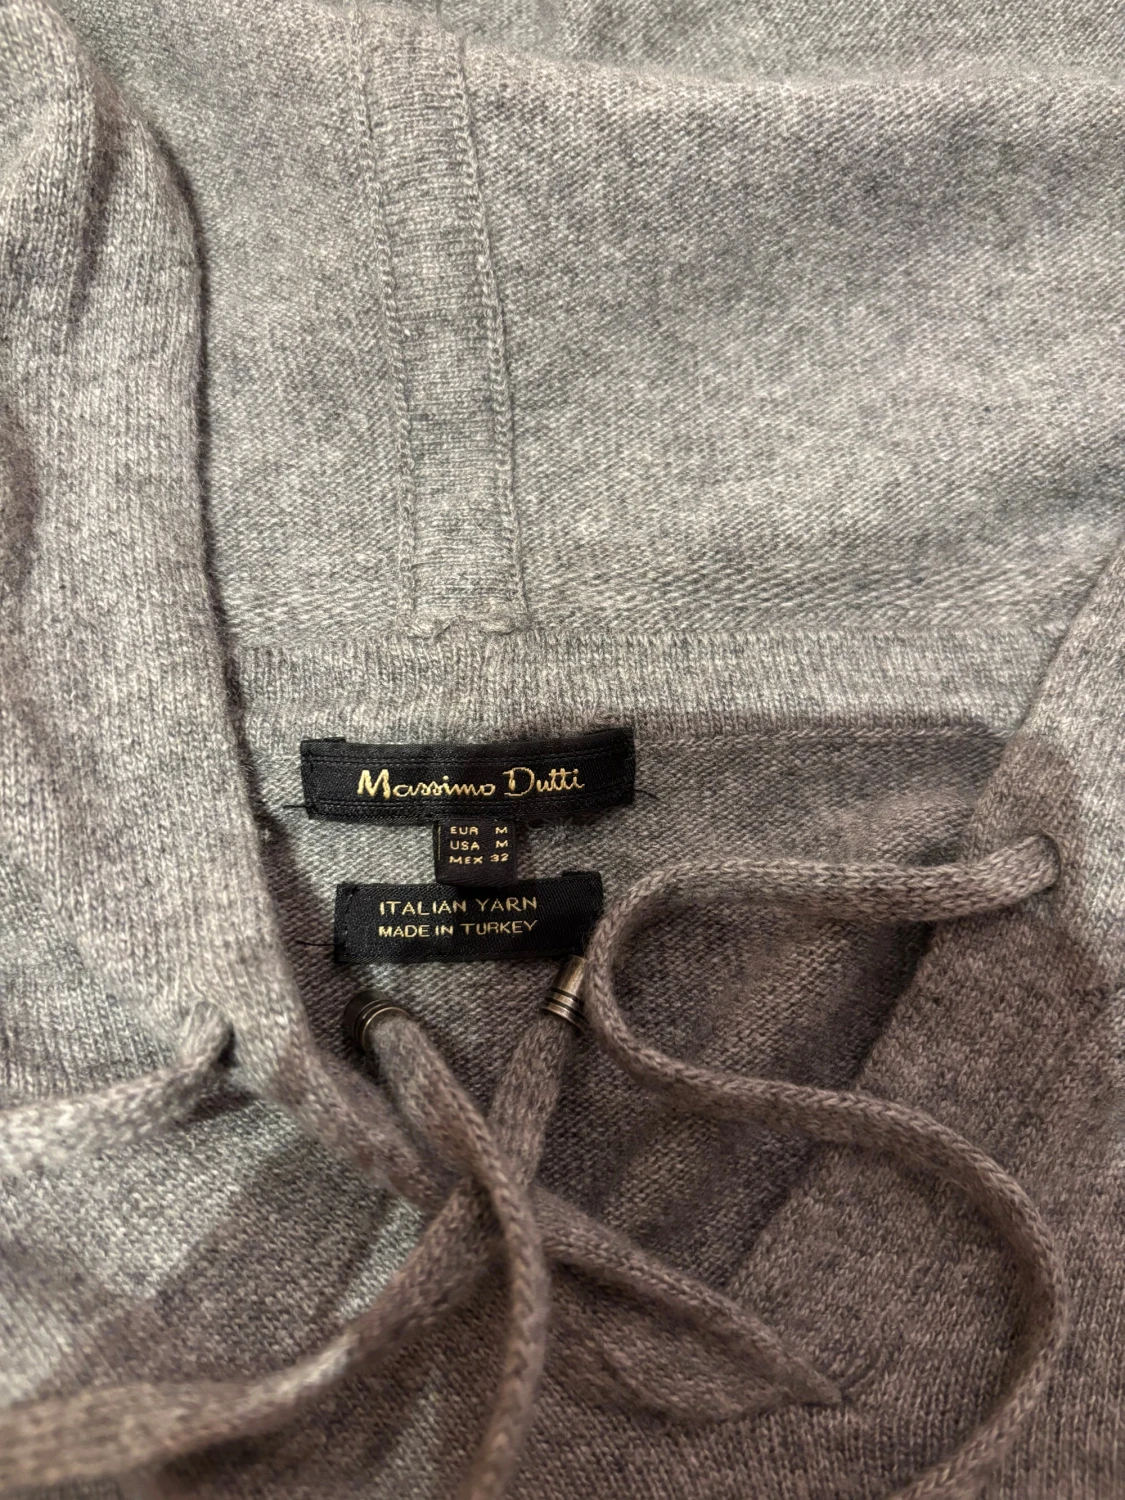 Massimo Dutti
EUR M
USA M
MEX 32
ITALIAN YARN
MADE IN TURKEY